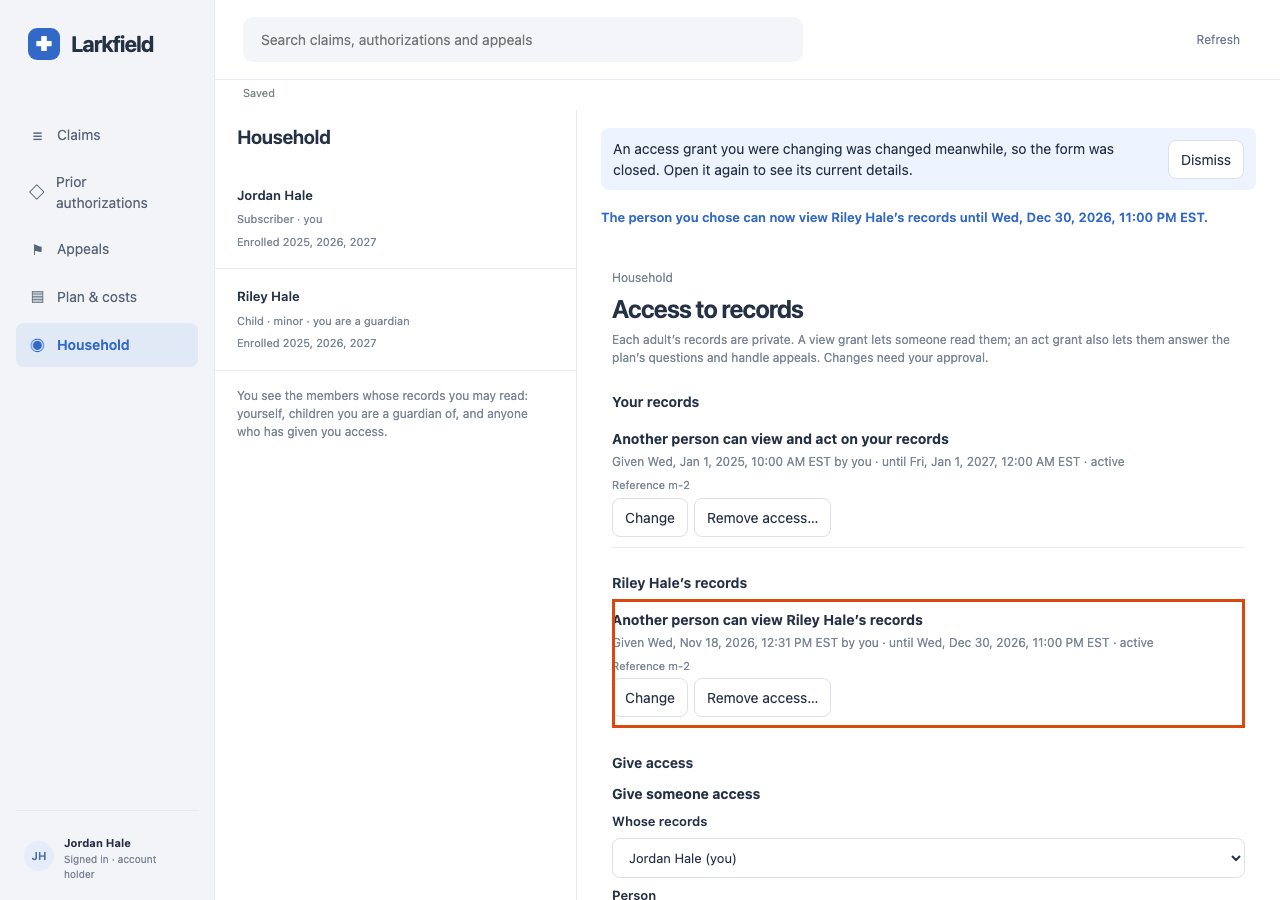 Larkfield
Search claims, authorizations and appeals
Refresh
Claims
Prior
authorizations
Appeals
Plan & costs
Household
Jordan Hale
JH
Signed in · account
holder
Saved
Household
Jordan Hale
Subscriber · you
Enrolled 2025, 2026, 2027
Riley Hale
Child · minor · you are a guardian
Enrolled 2025, 2026, 2027
You see the members whose records you may read:
yourself, children you are a guardian of, and anyone
who has given you access.
An access grant you were changing was changed meanwhile, so the form was
closed. Open it again to see its current details.
Dismiss
The person you chose can now view Riley Hale’s records until Wed, Dec 30, 2026, 11:00 PM EST.
Household
Access to records
Each adult’s records are private. A view grant lets someone read them; an act grant also lets them answer the
plan’s questions and handle appeals. Changes need your approval.
Your records
Another person can view and act on your records
Given Wed, Jan 1, 2025, 10:00 AM EST by you · until Fri, Jan 1, 2027, 12:00 AM EST · active
Reference m-2
Change
Remove access…
Riley Hale’s records
Another person can view Riley Hale’s records
Given Wed, Nov 18, 2026, 12:31 PM EST by you · until Wed, Dec 30, 2026, 11:00 PM EST · active
Reference m-2
Change
Remove access…
Give access
Give someone access
Whose records
Jordan Hale (you)
Person